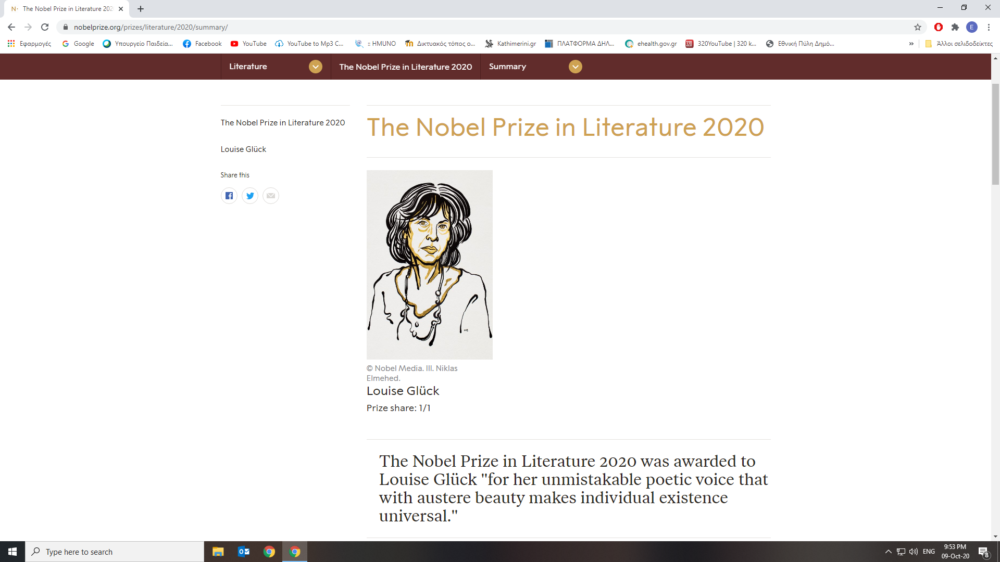 The Nobel Prize in Literature 202
nobelprize.org/prizes/literature/2020/summary/
E
Εφαρμογές Google Υπουργείο Παιδεία... Facebook YouTube YouTube to Mp3 C... :: HMUNO Δικτυακός τόπος ο... Kathimerini.gr ΠΛΑΤΦΟΡΜΑ ΔΗΛ... ehealth.gov.gr 320YouTube | 320 k... Εθνική Πύλη Δημό... » Άλλοι σελιδοδείκτες
Literature The Nobel Prize in Literature 2020 Summary
The Nobel Prize in Literature 2020
Louise Glück
Share this
The Nobel Prize in Literature 2020
© Nobel Media. Ill. Niklas
Elmehed.
Louise Glück
Prize share: 1/1
The Nobel Prize in Literature 2020 was awarded to
Louise Glück "for her unmistakable poetic voice that
with austere beauty makes individual existence
universal."
Type here to search
ENG
9:53 PM
09-Oct-20
8